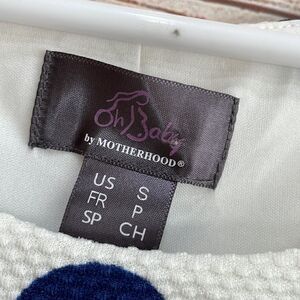 Oh Baby
by MOTHERHOOD®
US S
FR P
SP CH